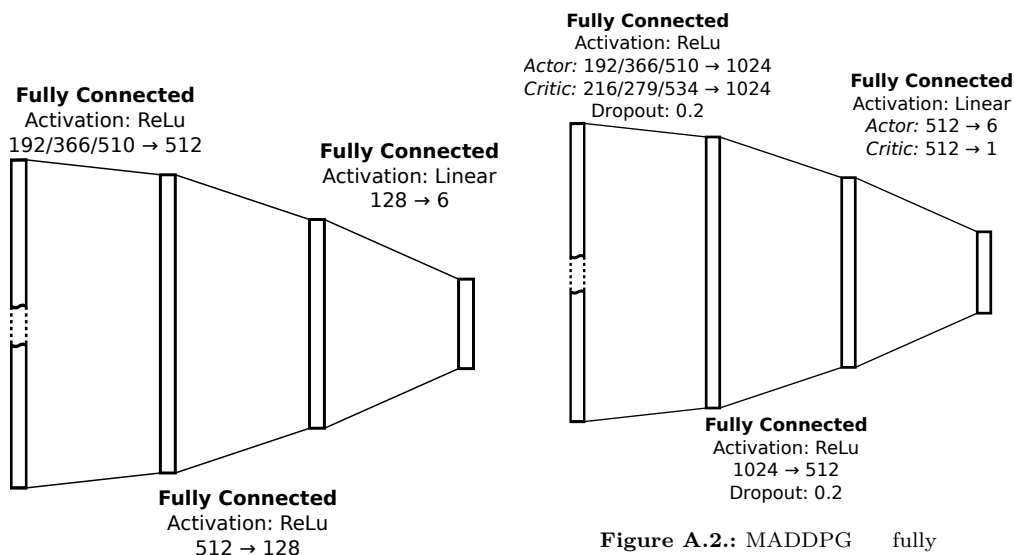 Fully Connected
Activation: ReLu
192/366/510 → 512
Fully Connected
Activation: Linear
128 → 6
Fully Connected
Activation: ReLu
512 → 128
Fully Connected
Activation: ReLu
Actor: 192/366/510 → 1024
Critic: 216/279/534 → 1024
Dropout: 0.2
Fully Connected
Activation: Linear
Actor: 512 → 6
Critic: 512 → 1
Fully Connected
Activation: ReLu
1024 → 512
Dropout: 0.2
Figure A.2.: MADDPG fully